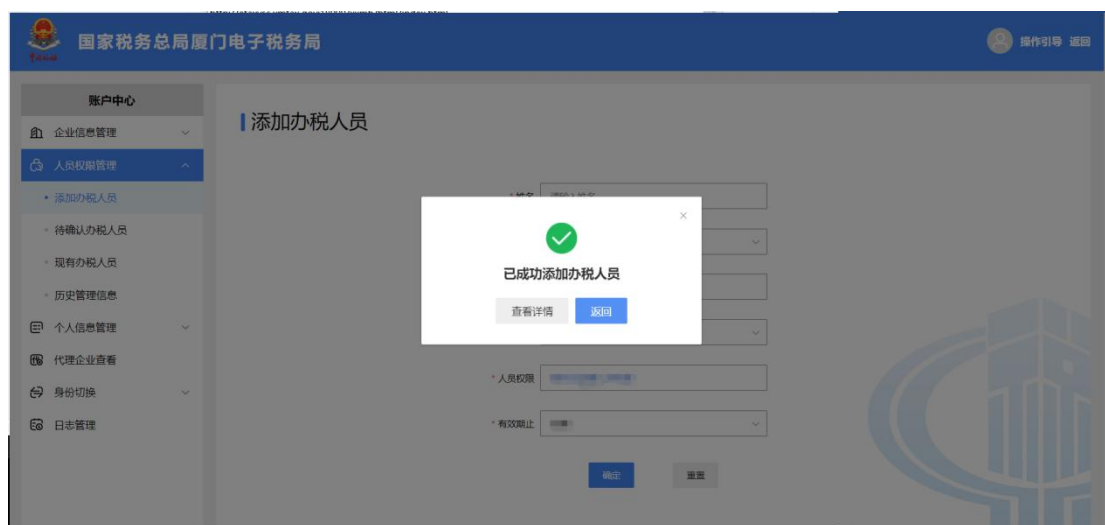 国家税务总局厦门电子税务局
操作引导 返回
账户中心
企业信息管理
人员权限管理
添加办税人员
待确认办税人员
现有办税人员
历史管理信息
个人信息管理
代理企业查看
身份切换
日志管理
添加办税人员
已成功添加办税人员
查看详情 返回
* 人员权限
* 有效期止
确定 重置